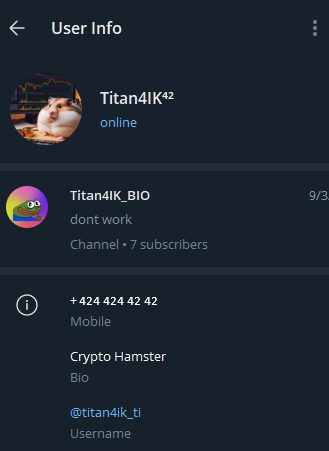 User Info
Titan4IK⁴²
online
Titan4IK_BIO
9/3
dont work
Channel • 7 subscribers
+424 424 42 42
Mobile
Crypto Hamster
Bio
@titan4ik_ti
Username